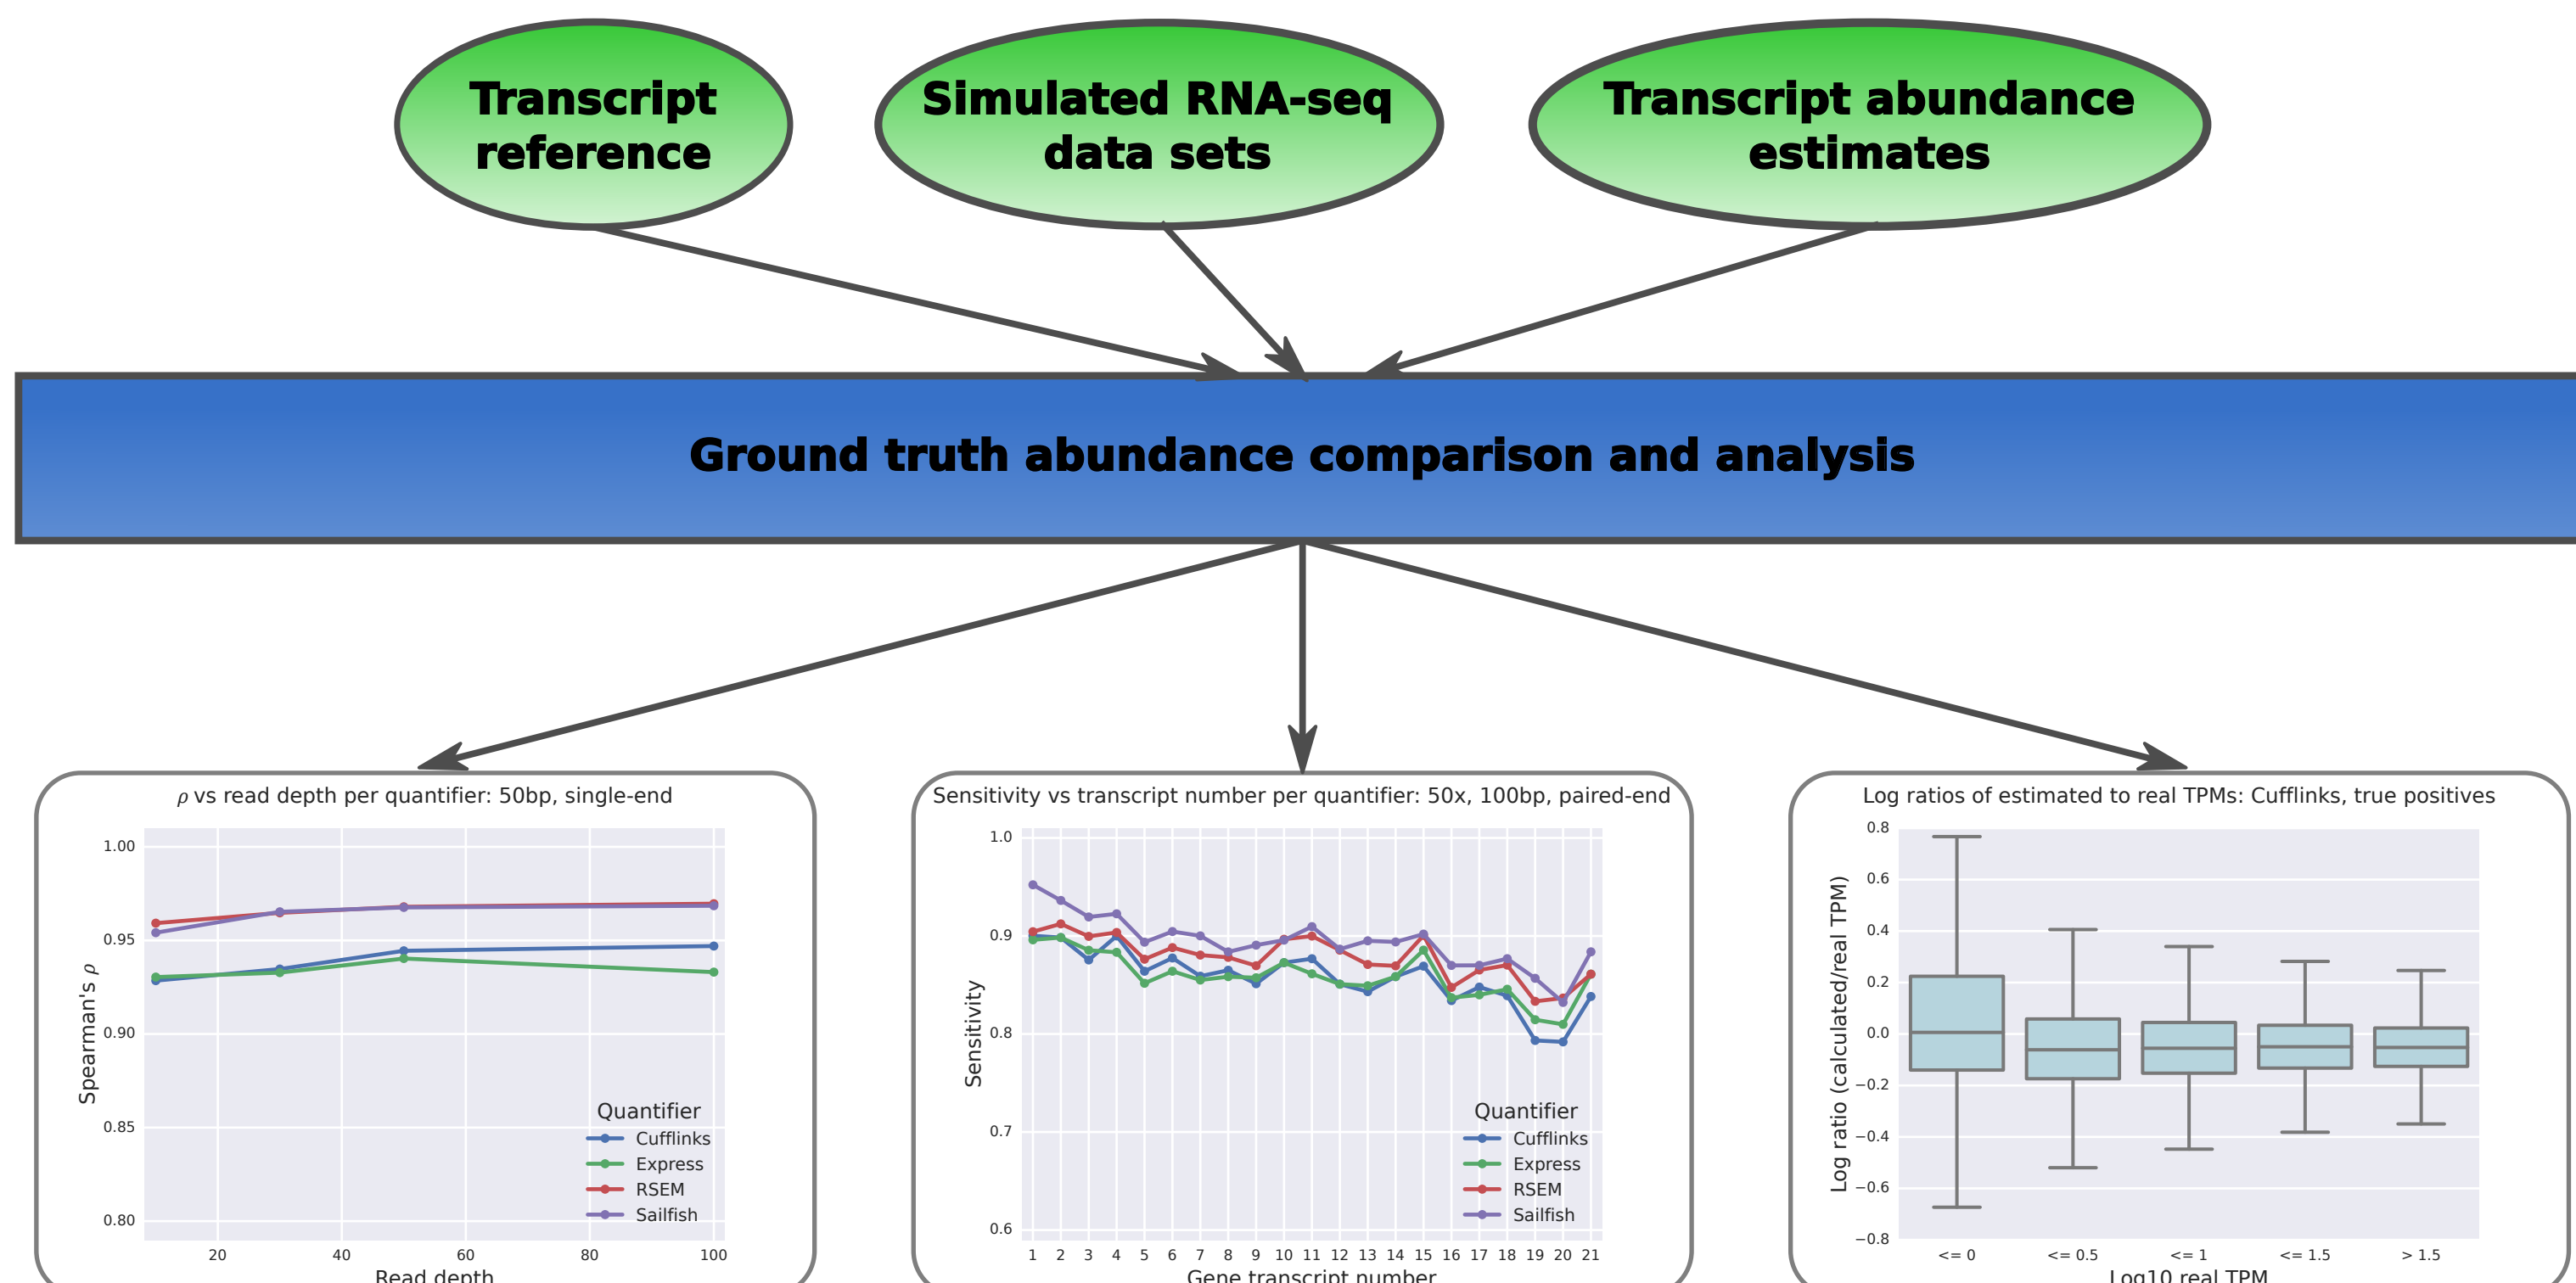 Transcript
reference
Simulated RNA-seq
data sets
Transcript abundance
estimates
Ground truth abundance comparison and analysis
ρ vs read depth per quantifier: 50bp, single-end
1.00
0.95
0.90
0.85
0.80
Spearman's ρ
Quantifier
Cufflinks
Express
RSEM
Sailfish
20 40 60 80 100
Read depth
Sensitivity vs transcript number per quantifier: 50x, 100bp, paired-end
1.0
0.9
0.8
0.7
0.6
Sensitivity
Quantifier
Cufflinks
Express
RSEM
Sailfish
1 2 3 4 5 6 7 8 9 10 11 12 13 14 15 16 17 18 19 20 21
Gene transcript number
Log ratios of estimated to real TPMs: Cufflinks, true positives
0.8
0.6
0.4
0.2
0.0
−0.2
−0.4
−0.6
−0.8
Log ratio (calculated/real TPM)
<= 0 <= 0.5 <= 1 <= 1.5 > 1.5
Log10 real TPM